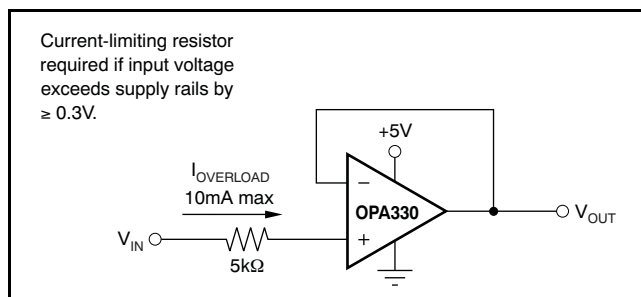 Current-limiting resistor
required if input voltage
exceeds supply rails by
≥ 0.3V.
+5V
I_OVERLOAD
10mA max
−
OPA330
V_OUT
V_IN
+
5kΩ